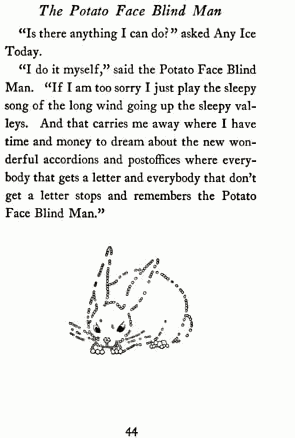 The Potato Face Blind Man
“Is there anything I can do?” asked Any Ice
Today.
“I do it myself,” said the Potato Face Blind
Man. “If I am too sorry I just play the sleepy
song of the long wind going up the sleepy val-
leys. And that carries me away where I have
time and money to dream about the new won-
derful accordions and postoffices where every-
body that gets a letter and everybody that don’t
get a letter stops and remembers the Potato
Face Blind Man.”
44